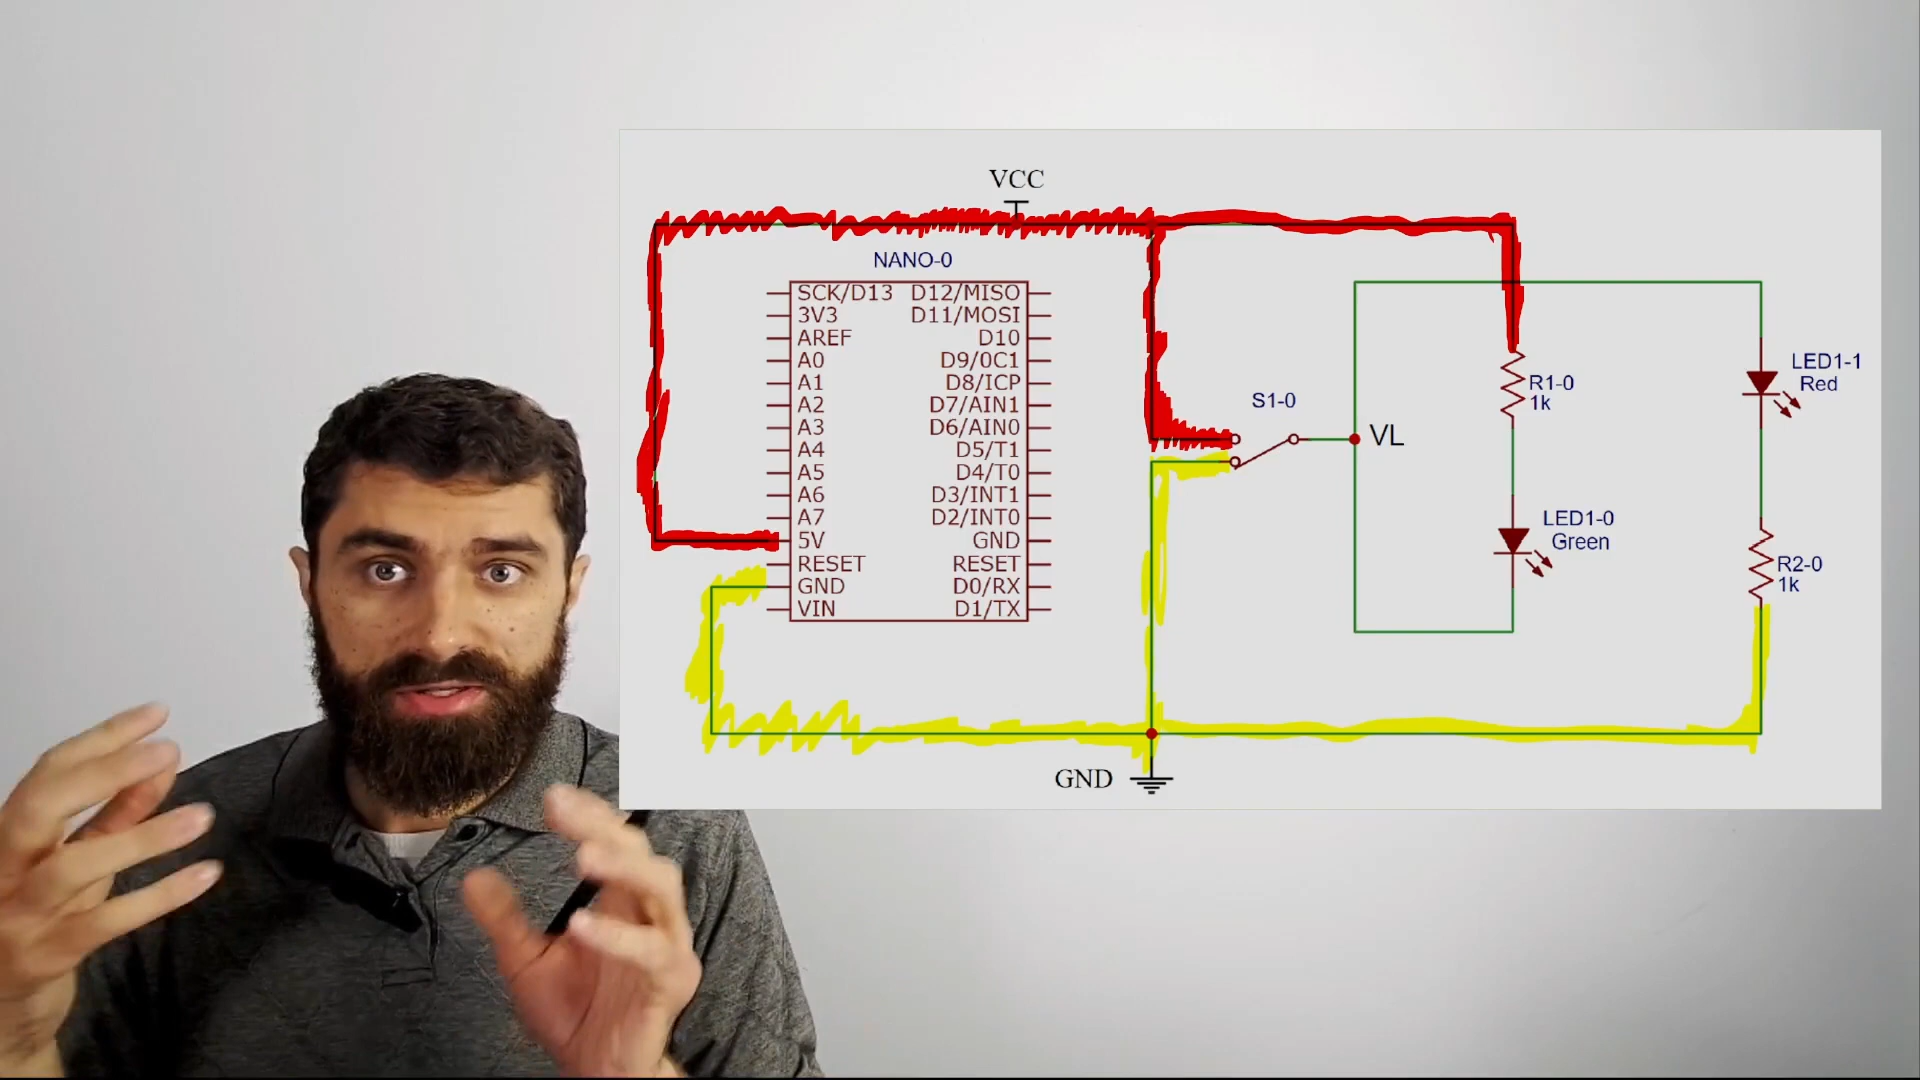 VCC
NANO-0
SCK/D13 D12/MISO
3V3 D11/MOSI
AREF D10
A0 D9/0C1
A1 D8/ICP
A2 D7/AIN1
A3 D6/AIN0
A4 D5/T1
A5 D4/T0
A6 D3/INT1
A7 D2/INT0
5V GND
RESET RESET
GND D0/RX
VIN D1/TX
S1-0
VL
R1-0
1k
LED1-1
Red
LED1-0
Green
R2-0
1k
GND